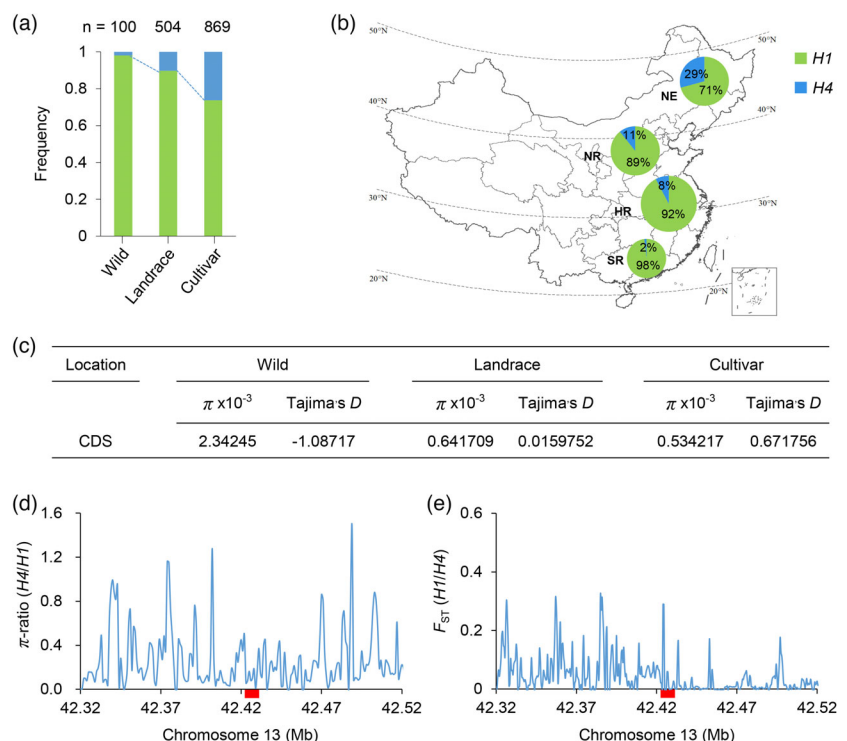 (a)
n = 100 504 869
1
0.8
0.6
0.4
0.2
0
Frequency
Wild
Landrace
Cultivar
(b)
50°N
40°N
30°N
20°N
50°N
40°N
30°N
20°N
29%
71%
NE
11%
89%
NR
8%
92%
HR
2%
98%
SR
H1
H4
(c)
Location Wild Landrace Cultivar
π x10-3 Tajima's D π x10-3 Tajima's D π x10-3 Tajima's D
CDS 2.34245 -1.08717 0.641709 0.0159752 0.534217 0.671756
(d)
1.6
1.2
0.8
0.4
0.0
π-ratio (H4/H1)
42.32 42.37 42.42 42.47 42.52
Chromosome 13 (Mb)
(e)
0.6
0.4
0.2
0.0
FST (H1/H4)
42.32 42.37 42.42 42.47 42.52
Chromosome 13 (Mb)